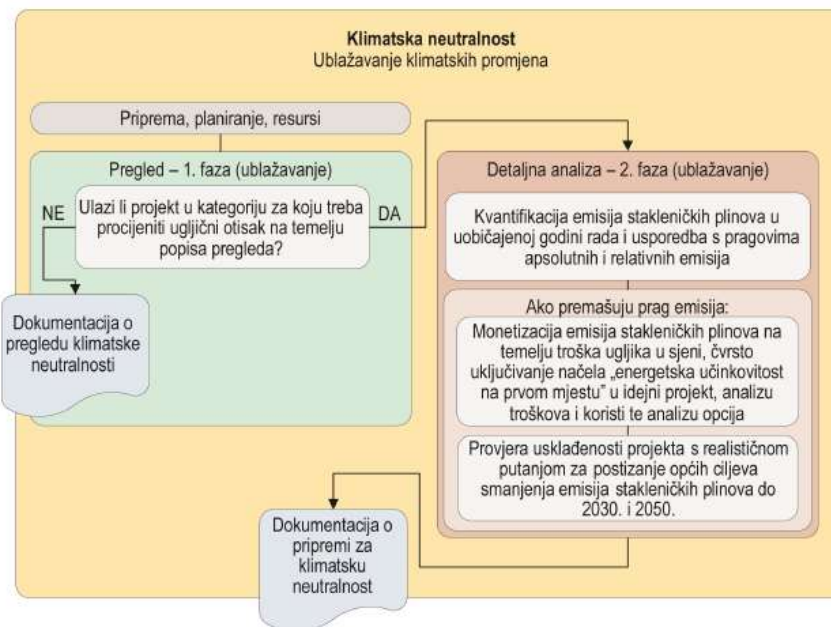 Klimatska neutralnost
Ublažavanje klimatskih promjena
Priprema, planiranje, resursi
Pregled – 1. faza (ublažavanje)
NE
Ulazi li projekt u kategoriju za koju treba
procijeniti ugljični otisak na temelju
popisa pregleda?
DA
Dokumentacija o
pregledu klimatske
neutralnosti
Detaljna analiza – 2. faza (ublažavanje)
Kvantifikacija emisija stakleničkih plinova u
uobičajenoj godini rada i usporedba s pragovima
apsolutnih i relativnih emisija
Ako premašuju prag emisija:
Monetizacija emisija stakleničkih plinova na
temelju troška ugljika u sjeni, čvrsto
uključivanje načela „energetska učinkovitost
na prvom mjestu” u idejni projekt, analizu
troškova i koristi te analizu opcija
Provjera usklađenosti projekta s realističnom
putanjom za postizanje općih ciljeva
smanjenja emisija stakleničkih plinova do
2030. i 2050.
Dokumentacija o
pripremi za
klimatsku
neutralnost